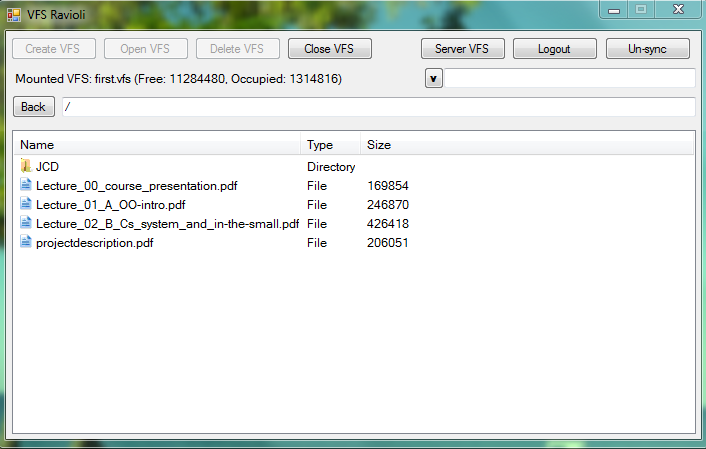 VFS Ravioli
Create VFS Open VFS Delete VFS Close VFS Server VFS Logout Un-sync
Mounted VFS: first.vfs (Free: 11284480, Occupied: 1314816) v
Back /
Name Type Size
JCD Directory
Lecture_00_course_presentation.pdf File 169854
Lecture_01_A_OO-intro.pdf File 246870
Lecture_02_B_Cs_system_and_in-the-small.pdf File 426418
projectdescription.pdf File 206051